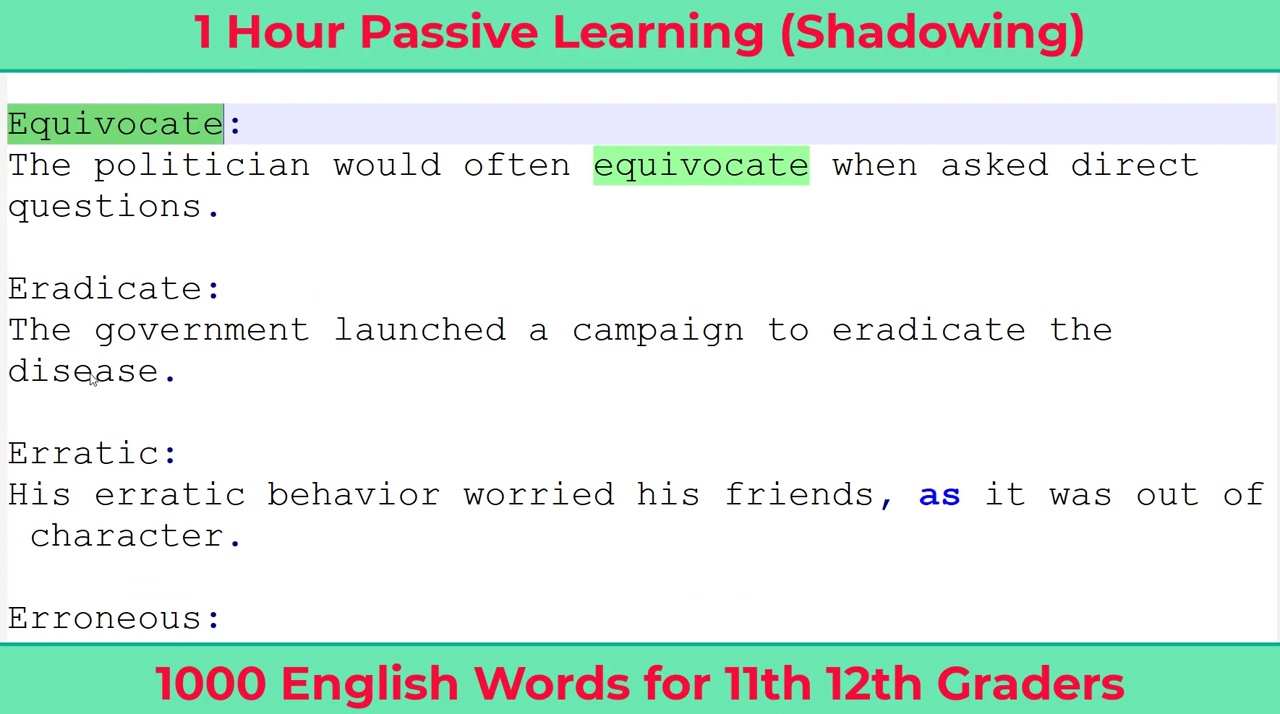 1 Hour Passive Learning (Shadowing)
Equivocate:
The politician would often equivocate when asked direct
questions.
Eradicate:
The government launched a campaign to eradicate the
disease.
Erratic:
His erratic behavior worried his friends, as it was out of
character.
Erroneous:
1000 English Words for 11th 12th Graders